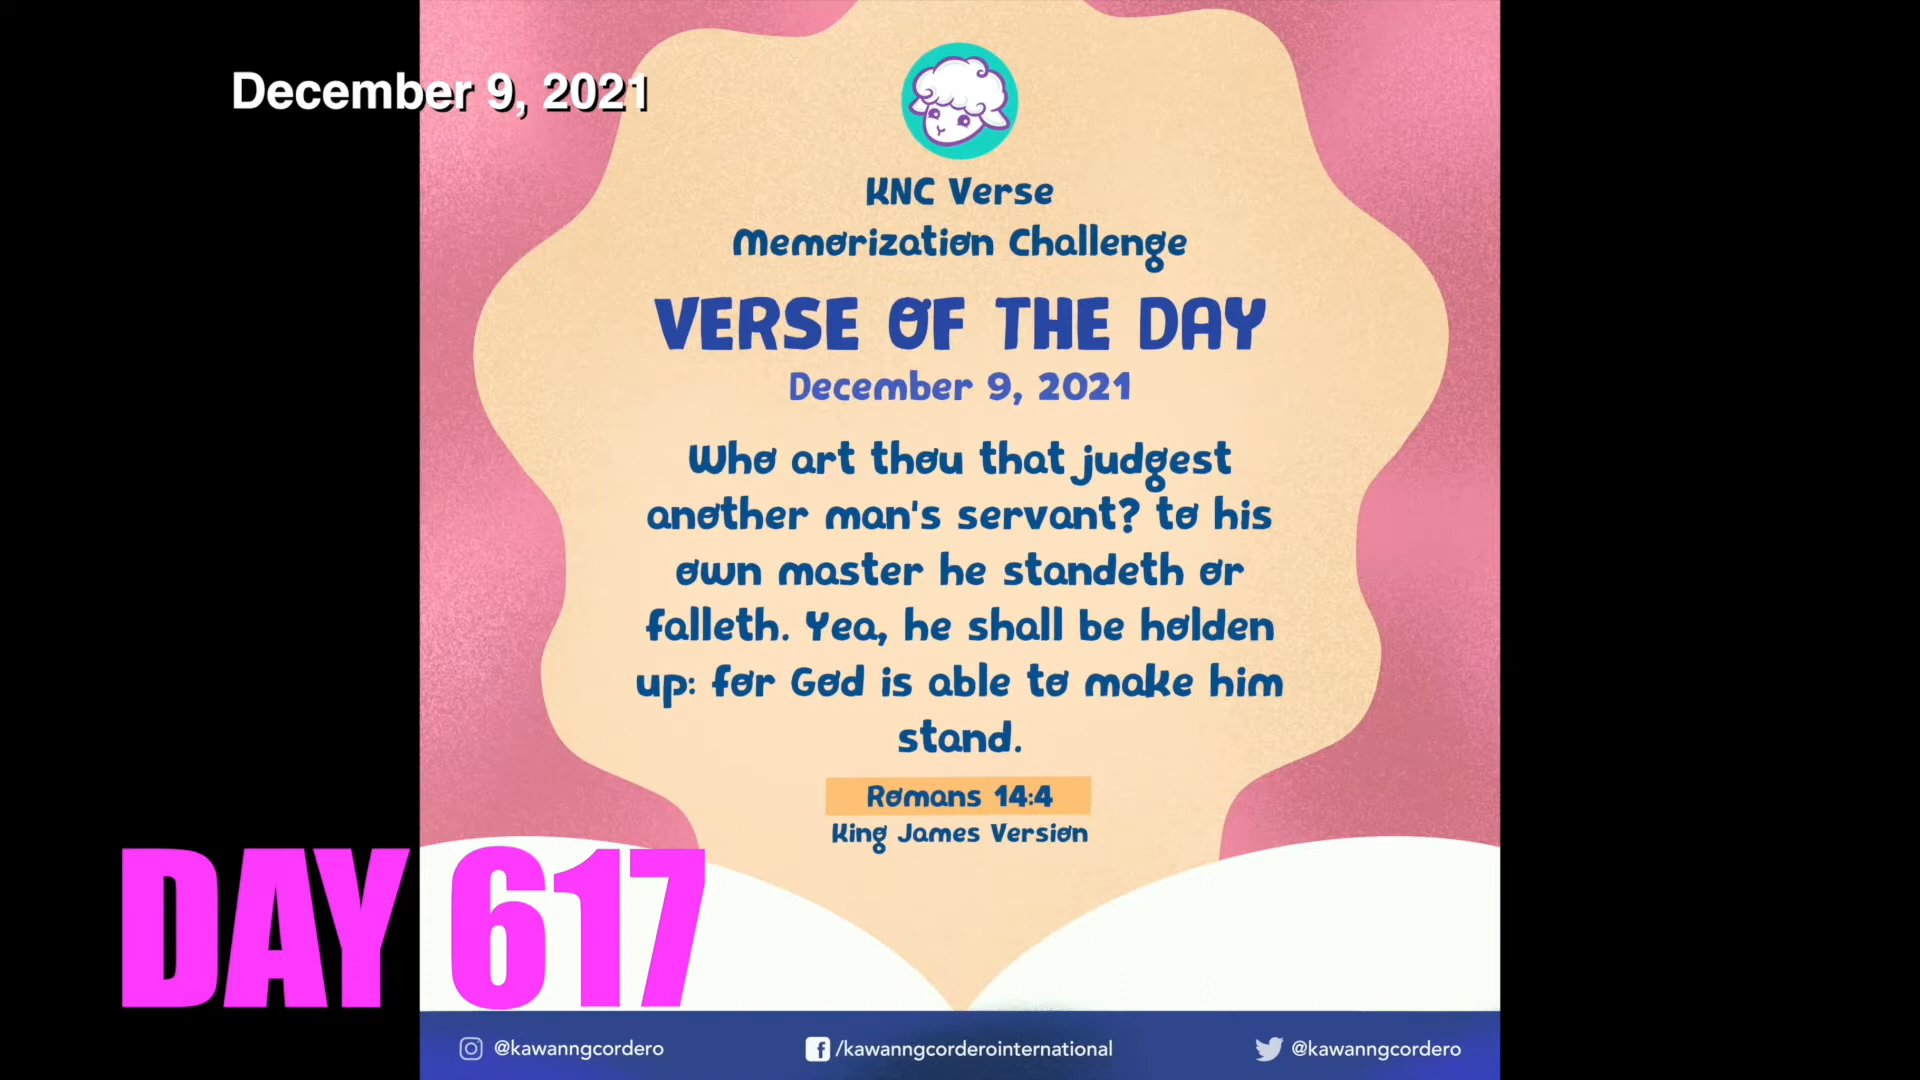 December 9, 2021
KNC Verse
Memorization Challenge
VERSE OF THE DAY
December 9, 2021
Who art thou that judgest
another man's servant? to his
own master he standeth or
falleth. Yea, he shall be holden
up: for God is able to make him
stand.
Romans 14:4
King James Version
DAY 617
@kawanngcordero
/kawanngcorderointernational
@kawanngcordero